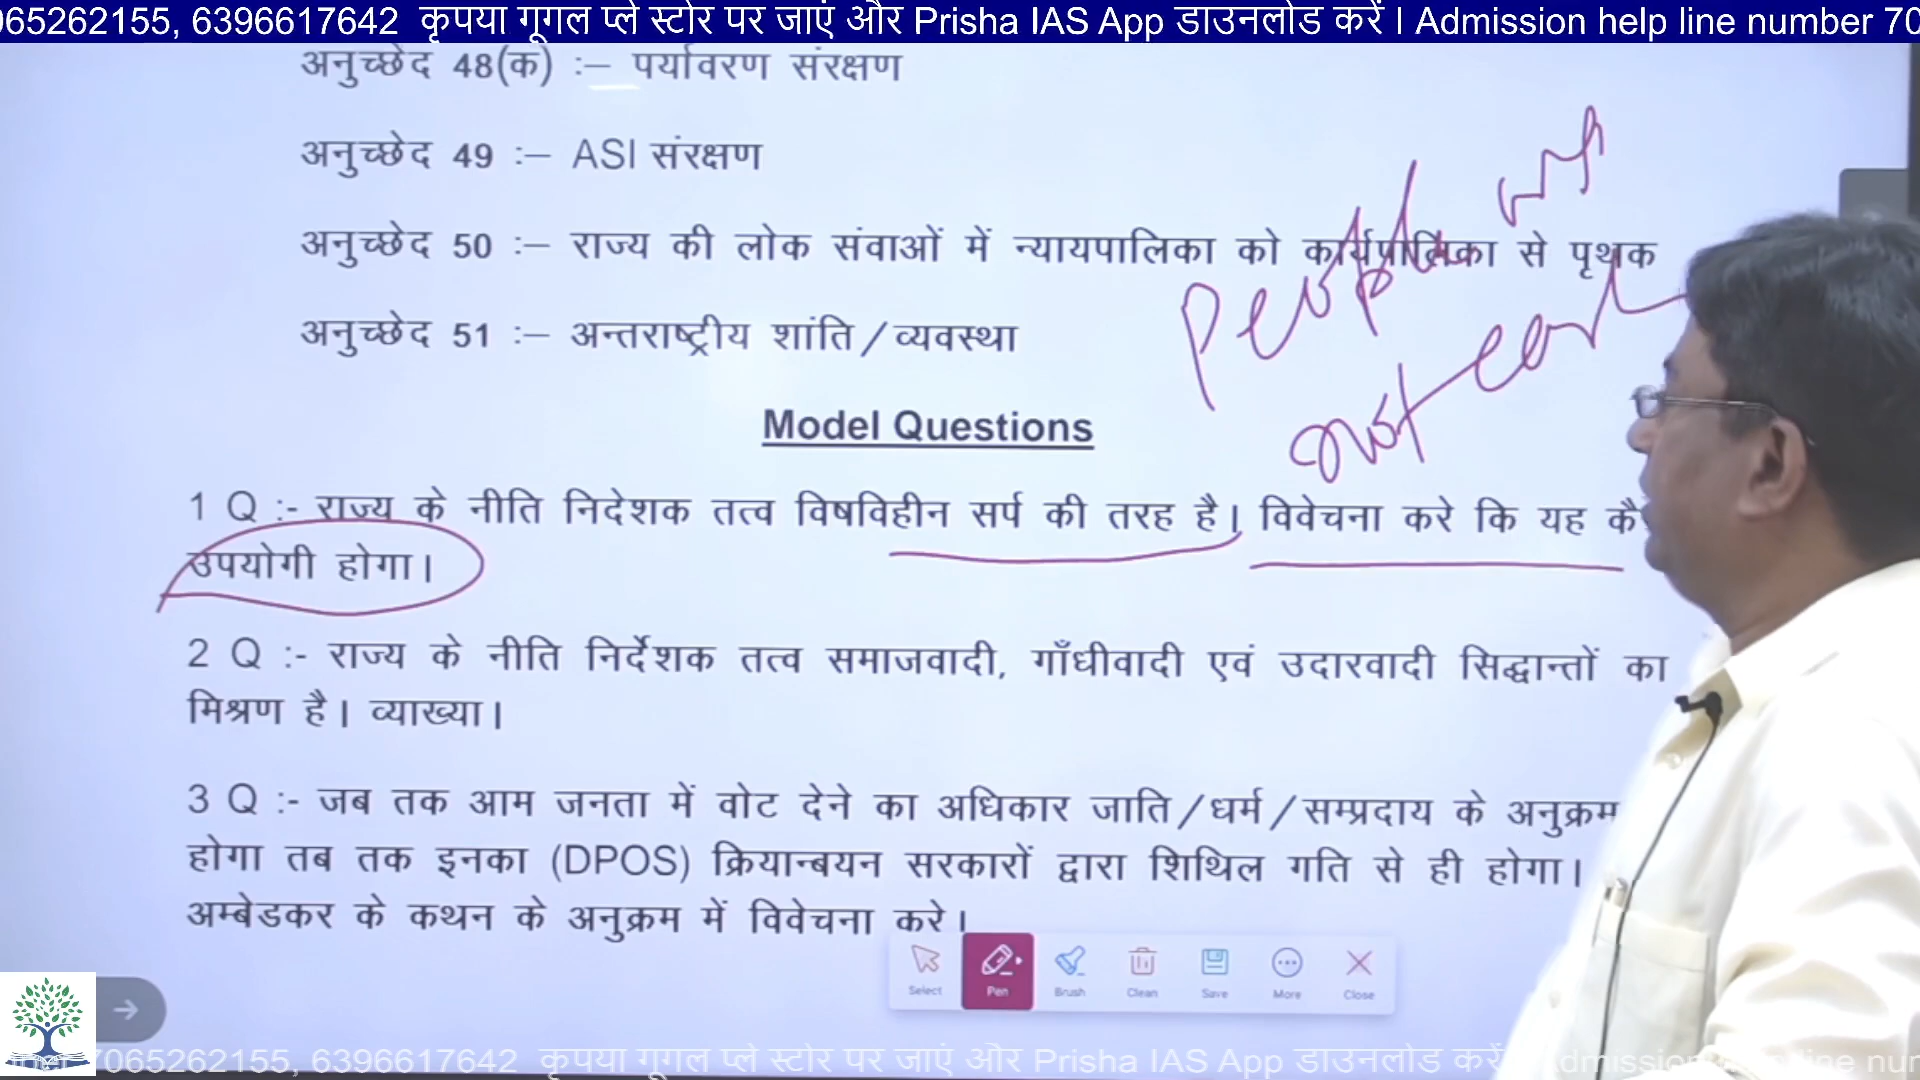 065262155, 6396617642 कृपया गूगल प्ले स्टोर पर जाएं और Prisha IAS App डाउनलोड करें I Admission help line number 70
अनुच्छेद 48(क) :– पर्यावरण संरक्षण
अनुच्छेद 49 :– ASI संरक्षण
अनुच्छेद 50 :– राज्य की लोक संवाओं में न्यायपालिका को कार्यपालिका से पृथक
अनुच्छेद 51 :– अन्तराष्ट्रीय शांति/व्यवस्था
People
not
Model Questions
1 Q :- राज्य के नीति निदेशक तत्व विषविहीन सर्प की तरह है। विवेचना करे कि यह
उपयोगी होगा।
2 Q :- राज्य के नीति निर्देशक तत्व समाजवादी, गाँधीवादी एवं उदारवादी सिद्धान्तों का
मिश्रण है। व्याख्या।
3 Q :- जब तक आम जनता में वोट देने का अधिकार जाति/धर्म/सम्प्रदाय के अनुक्रम
होगा तब तक इनका (DPOS) क्रियान्बयन सरकारों द्वारा शिथिल गति से ही होगा।
अम्बेडकर के कथन के अनुक्रम में विवेचना करे।
Select Pen Brush Clean Save More Close
7065262155, 6396617642 कृपया गूगल प्ले स्टोर पर जाएं और Prisha IAS App डाउनलोड करें